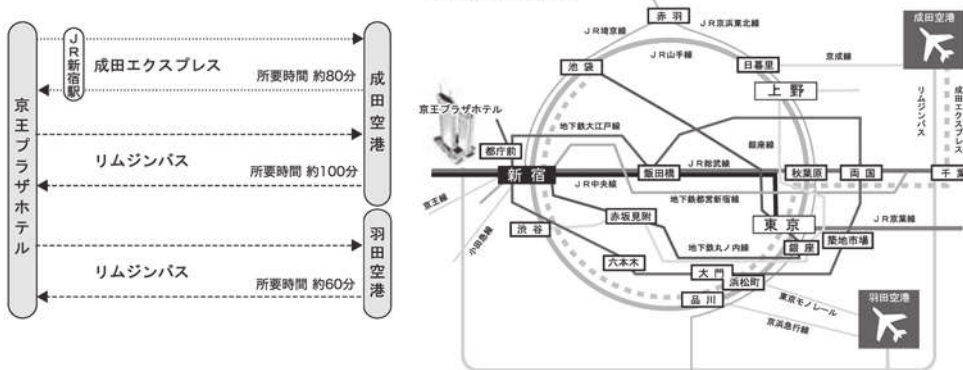 京王プラザホテル
JR新宿駅
成田エクスプレス
所要時間 約80分
リムジンバス
所要時間 約100分
成田空港
リムジンバス
所要時間 約60分
羽田空港
赤羽
JR埼京線
JR京浜東北線
成田空港
JR山手線
池袋
日暮里
京成線
上野
京王プラザホテル
リムジンバス
成田エクスプレス
地下鉄大江戸線
銀座線
都庁前
JR総武線
新宿
飯田橋
秋葉原
両国
千葉
JR中央線
地下鉄都営新宿線
京王線
小田急線
赤坂見附
東京
JR京葉線
渋谷
地下鉄丸ノ内線
銀座
築地市場
六本木
大門
浜松町
品川
東京モノレール
京浜急行線
羽田空港